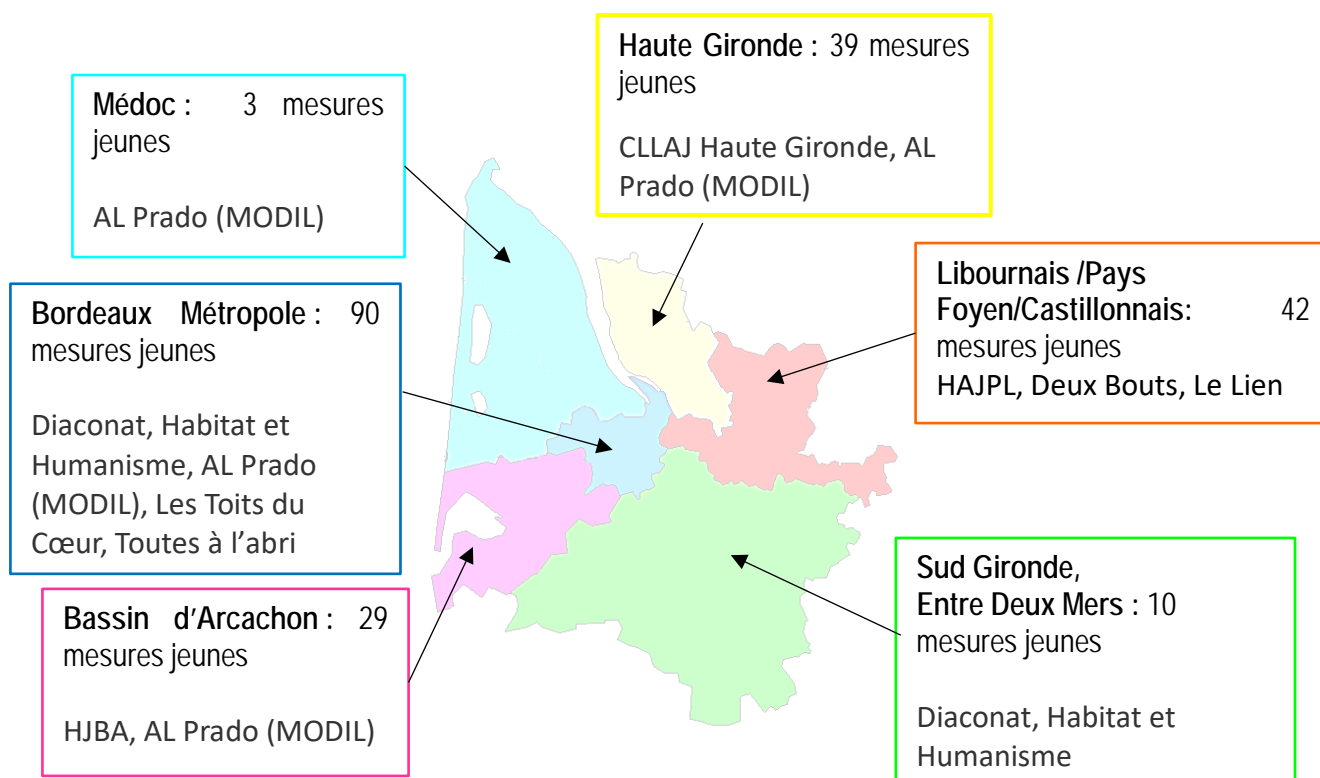 Haute Gironde : 39 mesures
jeunes
CLLAJ Haute Gironde, AL
Prado (MODIL)
Médoc : 3 mesures
jeunes
AL Prado (MODIL)
Libournais /Pays
Foyen/Castillonnais: 42
mesures jeunes
HAJPL, Deux Bouts, Le Lien
Bordeaux Métropole : 90
mesures jeunes
Diaconat, Habitat et
Humanisme, AL Prado
(MODIL), Les Toits du
Cœur, Toutes à l’abri
Sud Gironde,
Entre Deux Mers : 10
mesures jeunes
Diaconat, Habitat et
Humanisme
Bassin d’Arcachon : 29
mesures jeunes
HJBA, AL Prado (MODIL)